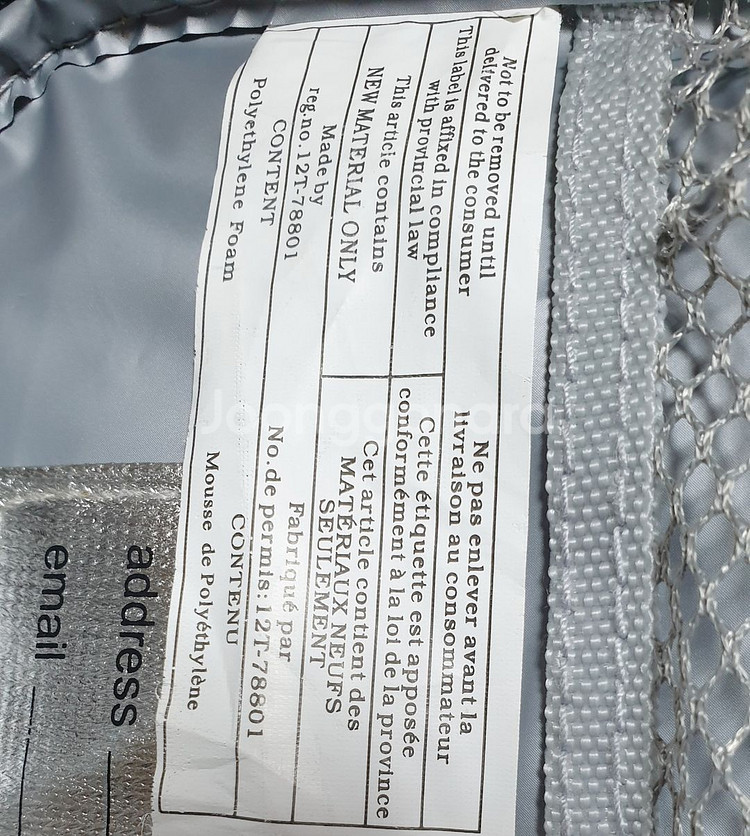 Not to be removed until
delivered to the consumer
This label is affixed in compliance
with provincial law
This article contains
NEW MATERIAL ONLY
Made by
reg.no.12T-78801
CONTENT
Polyethylene Foam
Ne pas enlever avant la
livraison au consommateur
Cette étiquette est apposée
conformément à la loi de la province
Cet article contient des
MATÉRIAUX NEUFS
SEULEMENT
Fabriqué par
No.de permis:12T-78801
CONTENU
Mousse de Polyéthylène
address
email
Joonggonara